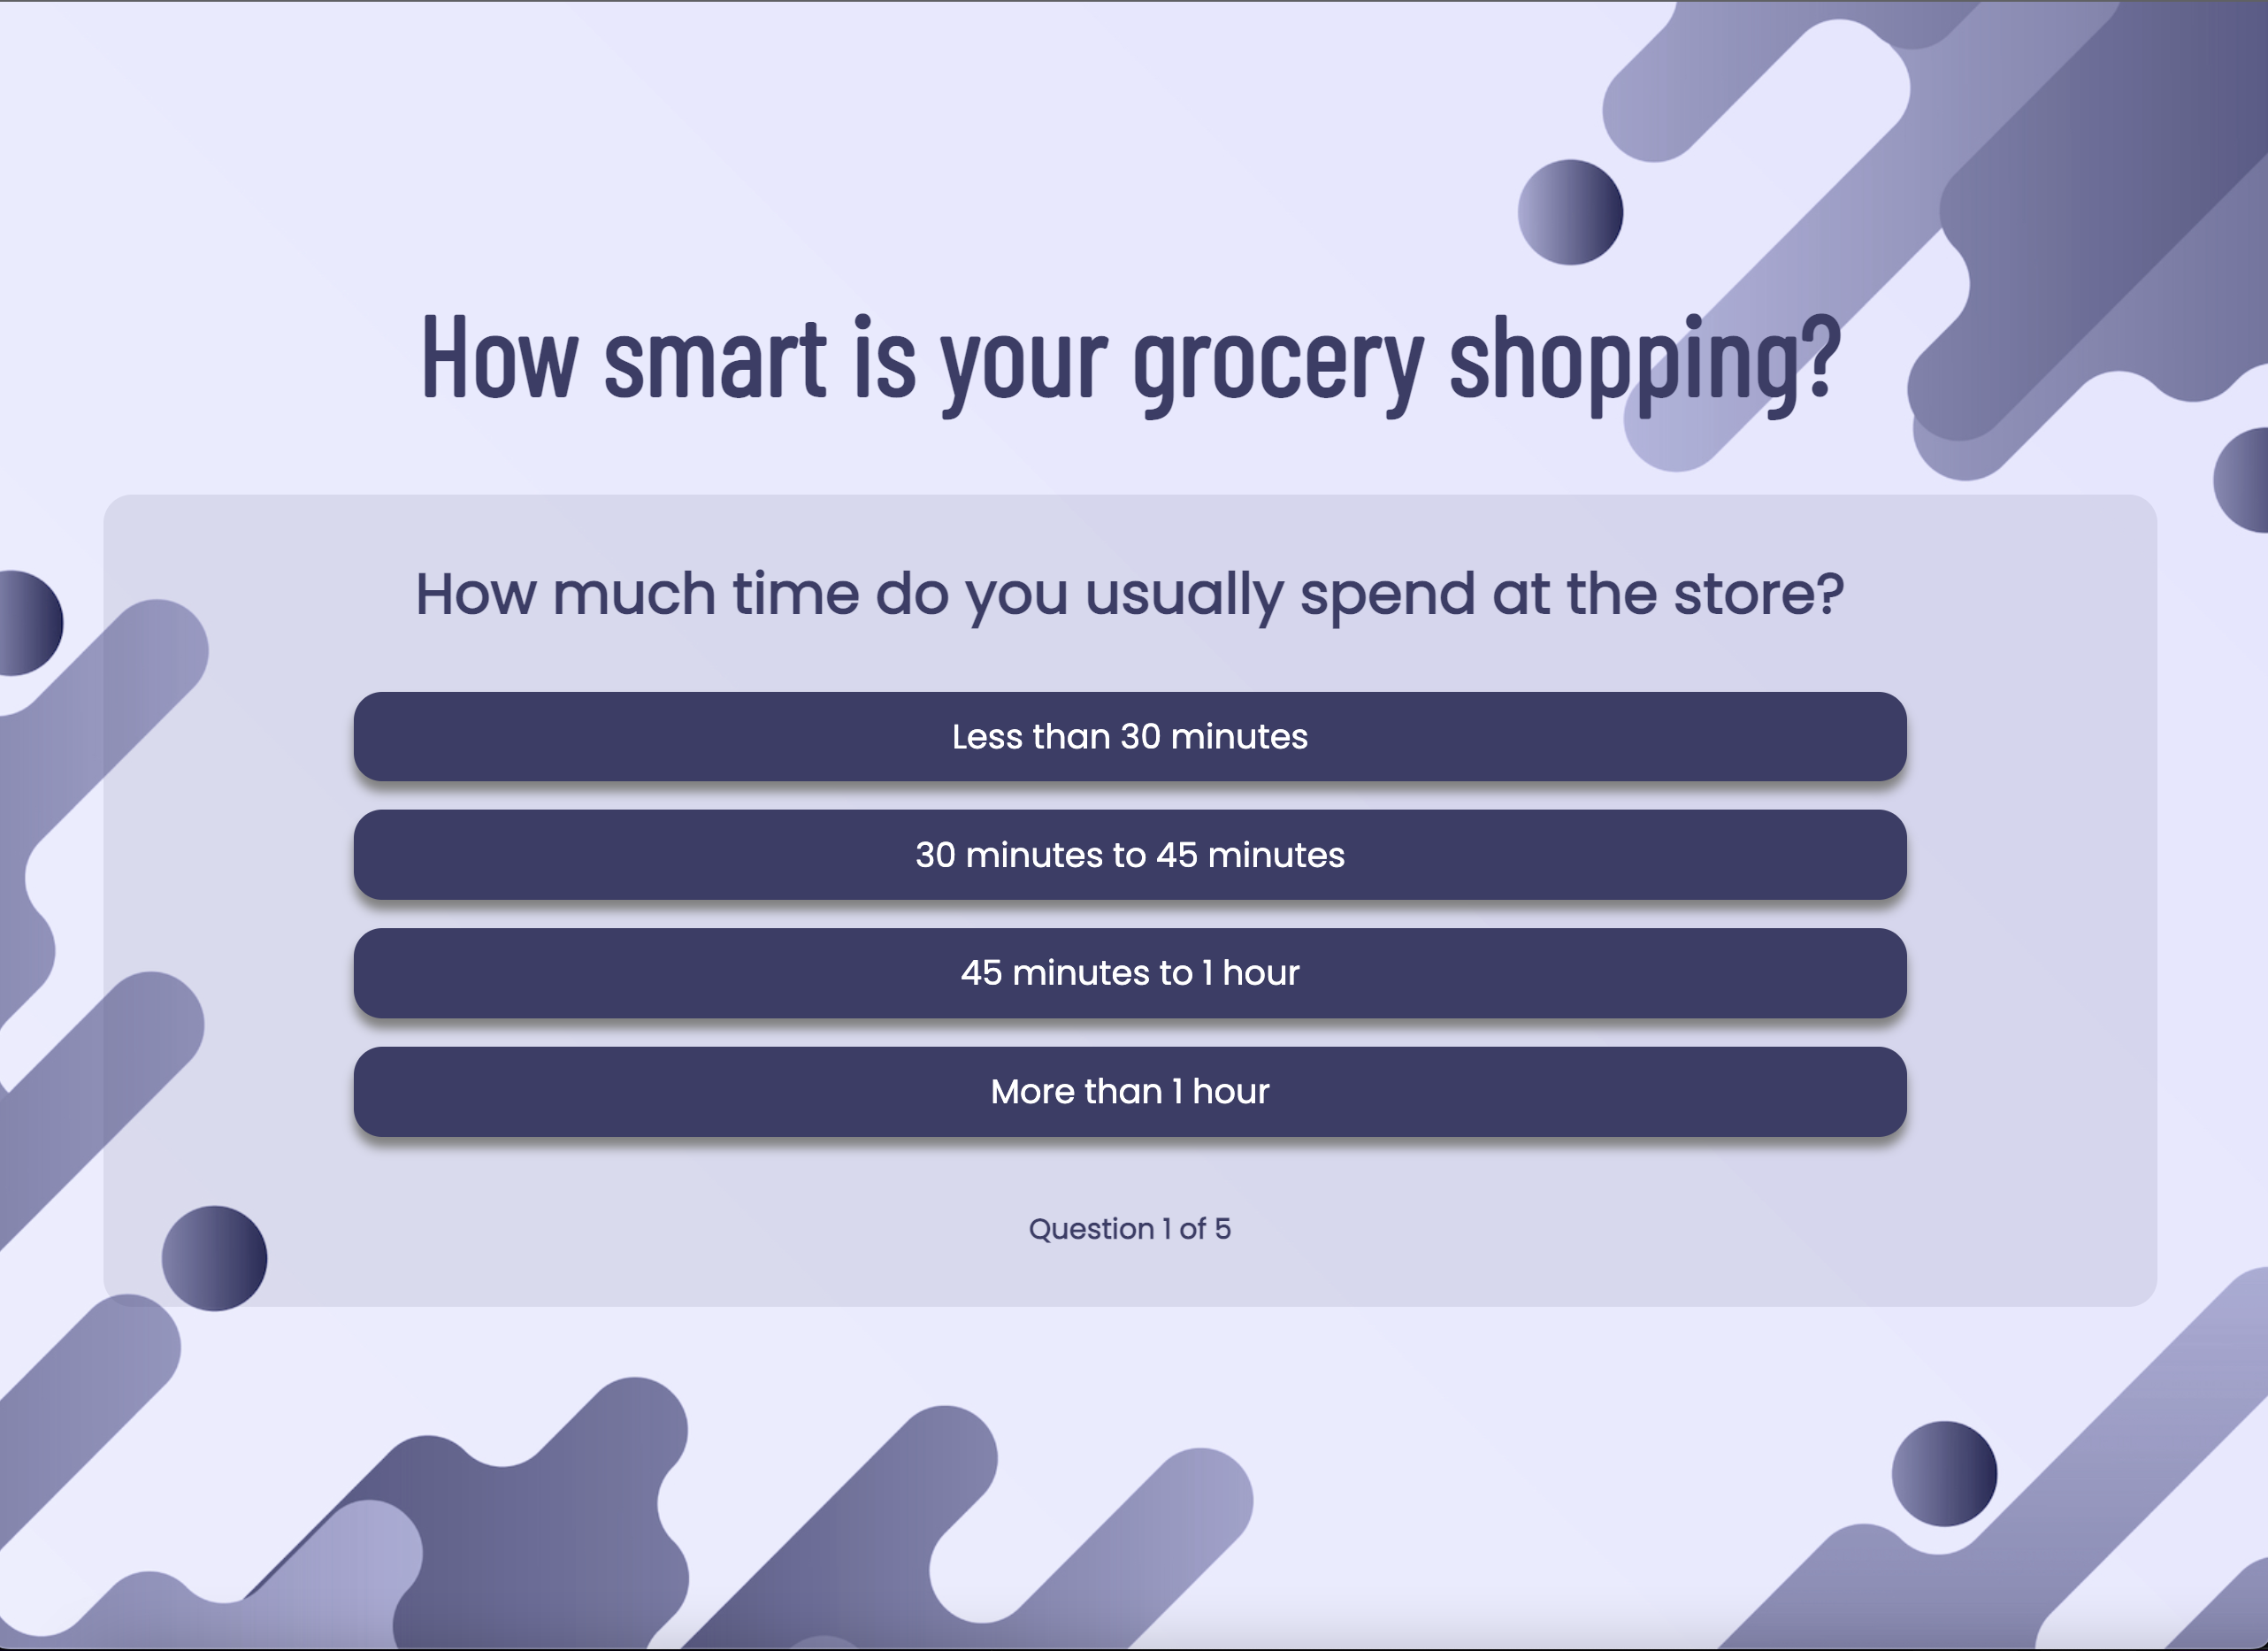 How smart is your grocery shopping?
How much time do you usually spend at the store?
Less than 30 minutes
30 minutes to 45 minutes
45 minutes to 1 hour
More than 1 hour
Question 1 of 5